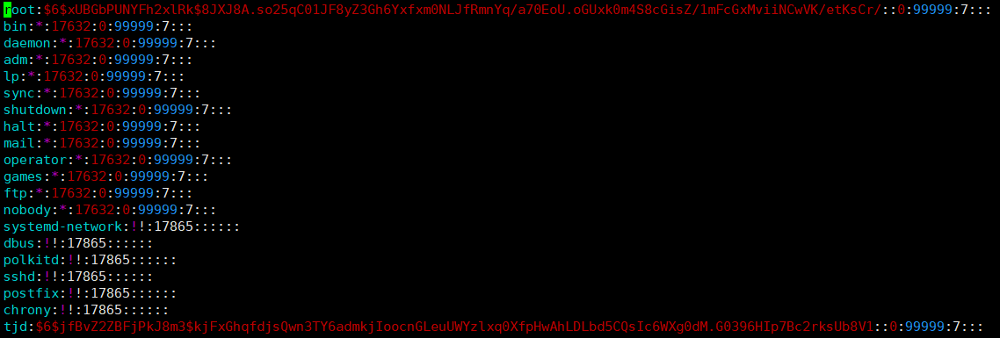 root:$6$xUBGbPUNYFh2xlRk$8JXJ8A.so25qC01JF8yZ3Gh6Yxfxm0NLJfRmnYq/a70EoU.oGUxk0m4S8cGisZ/1mFcGxMviiNCwVK/etKsCr/::0:99999:7:::
bin:*:17632:0:99999:7:::
daemon:*:17632:0:99999:7:::
adm:*:17632:0:99999:7:::
lp:*:17632:0:99999:7:::
sync:*:17632:0:99999:7:::
shutdown:*:17632:0:99999:7:::
halt:*:17632:0:99999:7:::
mail:*:17632:0:99999:7:::
operator:*:17632:0:99999:7:::
games:*:17632:0:99999:7:::
ftp:*:17632:0:99999:7:::
nobody:*:17632:0:99999:7:::
systemd-network:!!:17865::::::
dbus:!!:17865::::::
polkitd:!!:17865::::::
sshd:!!:17865::::::
postfix:!!:17865::::::
chrony:!!:17865::::::
tjd:$6$jfBvZ2ZBFjPkJ8m3$kjFxGhqfdjsQwn3TY6admkjIoocnGLeuUWYzlxq0XfpHwAhLDLbd5CQsIc6WXg0dM.G0396HIp7Bc2rksUb8V1::0:99999:7:::